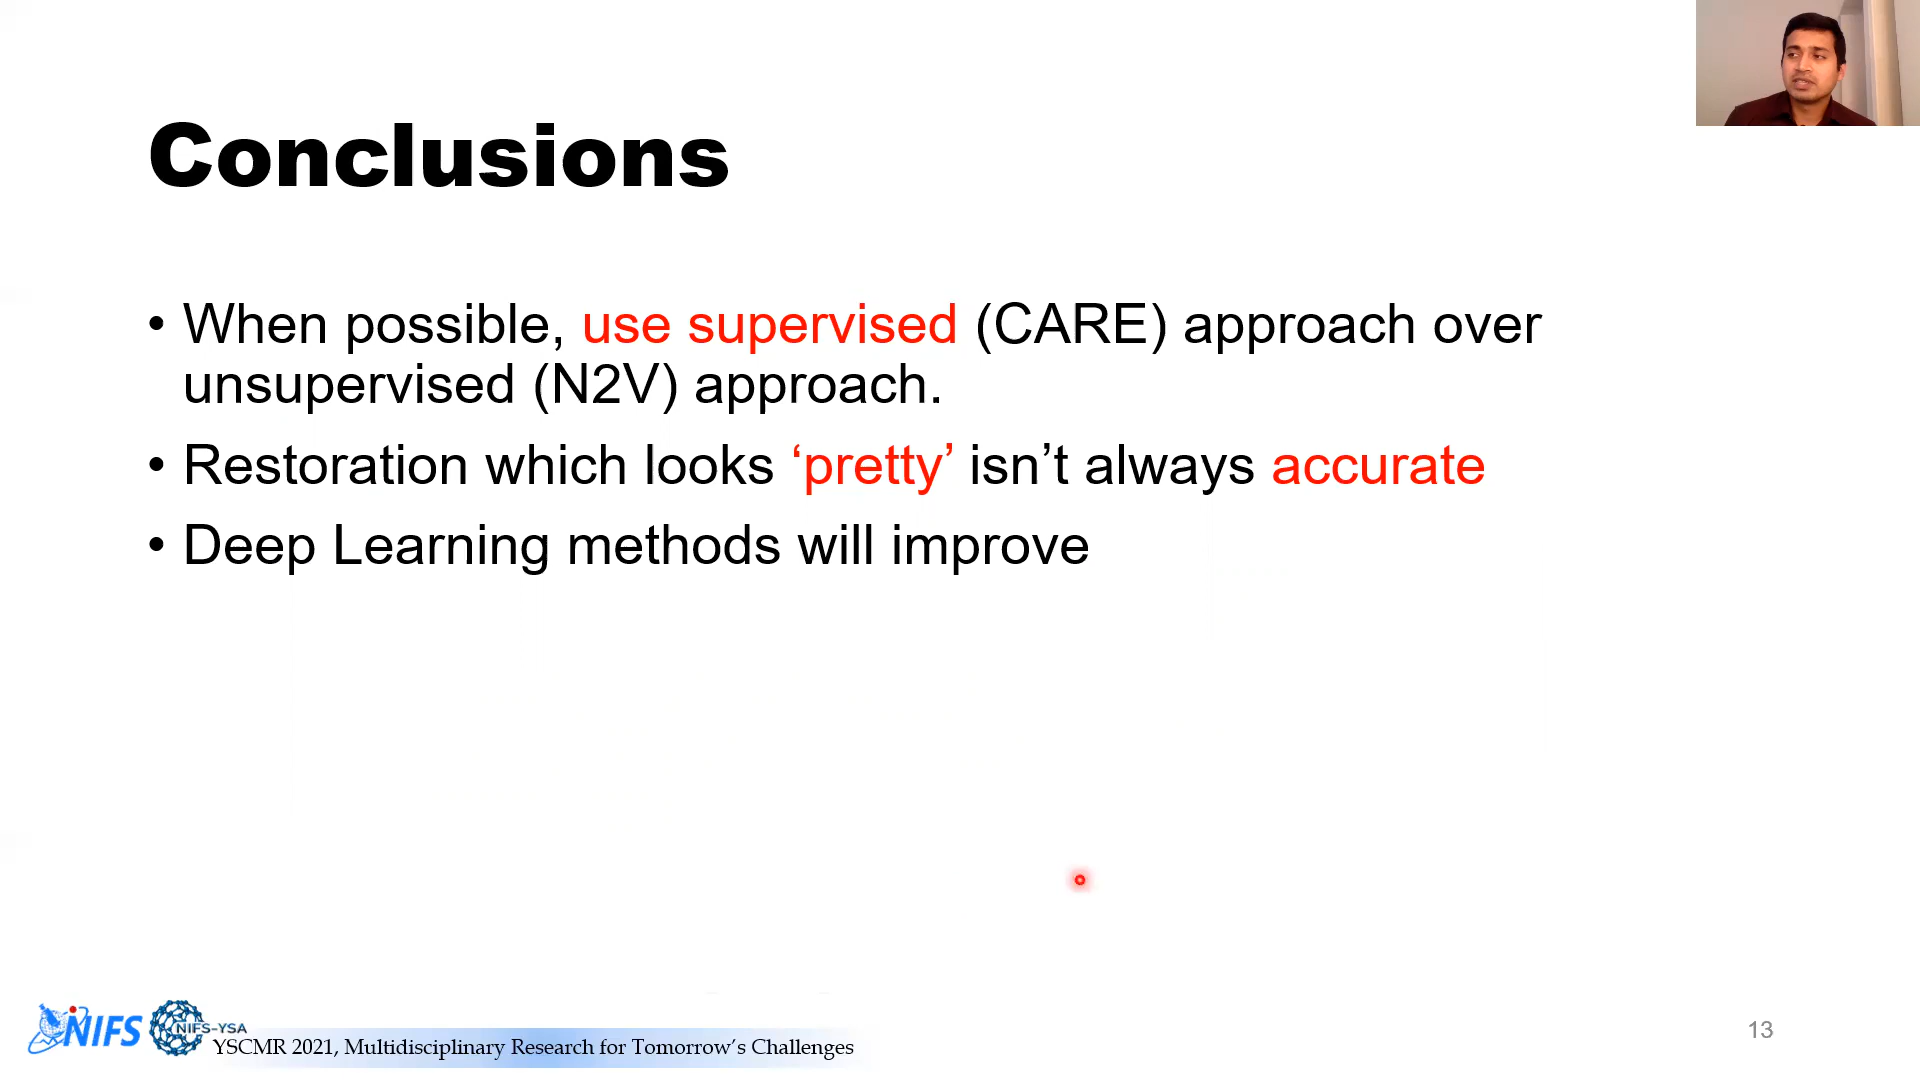 Conclusions
• When possible, use supervised (CARE) approach over
unsupervised (N2V) approach.
• Restoration which looks ‘pretty’ isn’t always accurate
• Deep Learning methods will improve
NIFS
NIFS-YSA
YSCMR 2021, Multidisciplinary Research for Tomorrow’s Challenges
13